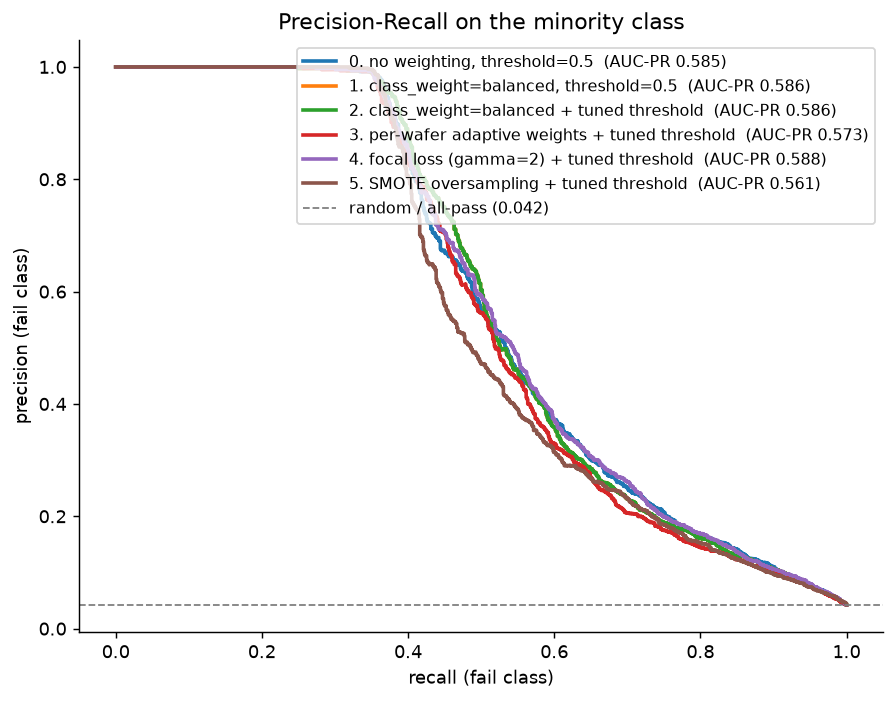 Precision-Recall on the minority class
0. no weighting, threshold=0.5  (AUC-PR 0.585)
1. class_weight=balanced, threshold=0.5  (AUC-PR 0.586)
2. class_weight=balanced + tuned threshold  (AUC-PR 0.586)
3. per-wafer adaptive weights + tuned threshold  (AUC-PR 0.573)
4. focal loss (gamma=2) + tuned threshold  (AUC-PR 0.588)
5. SMOTE oversampling + tuned threshold  (AUC-PR 0.561)
random / all-pass (0.042)
precision (fail class)
1.0
0.8
0.6
0.4
0.2
0.0
0.0 0.2 0.4 0.6 0.8 1.0
recall (fail class)